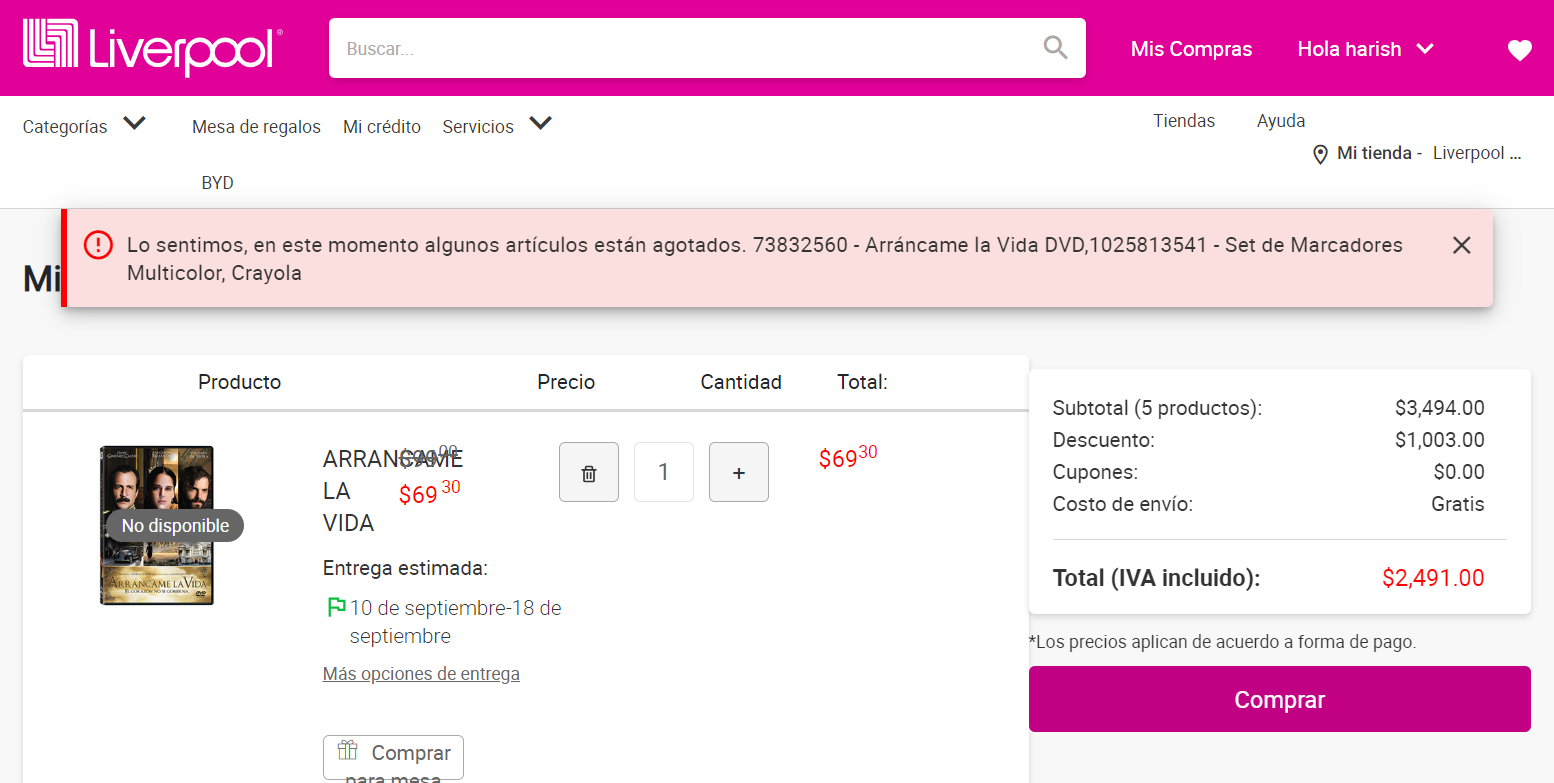 Liverpool®
Buscar...
Mis Compras
Hola harish
Categorías
Mesa de regalos
Mi crédito
Servicios
Tiendas
Ayuda
Mi tienda - Liverpool ...
BYD
Lo sentimos, en este momento algunos artículos están agotados. 73832560 - Arráncame la Vida DVD,1025813541 - Set de Marcadores
Multicolor, Crayola
Mi
Producto Precio Cantidad Total:
ARRANCAME
LA
VIDA
$99.00
$69.30
1
+
$69.30
No disponible
ARRÁNCAME LA VIDA
Entrega estimada:
10 de septiembre-18 de
septiembre
Más opciones de entrega
Comprar
para mesa
Subtotal (5 productos): $3,494.00
Descuento: $1,003.00
Cupones: $0.00
Costo de envío: Gratis
Total (IVA incluido): $2,491.00
*Los precios aplican de acuerdo a forma de pago.
Comprar